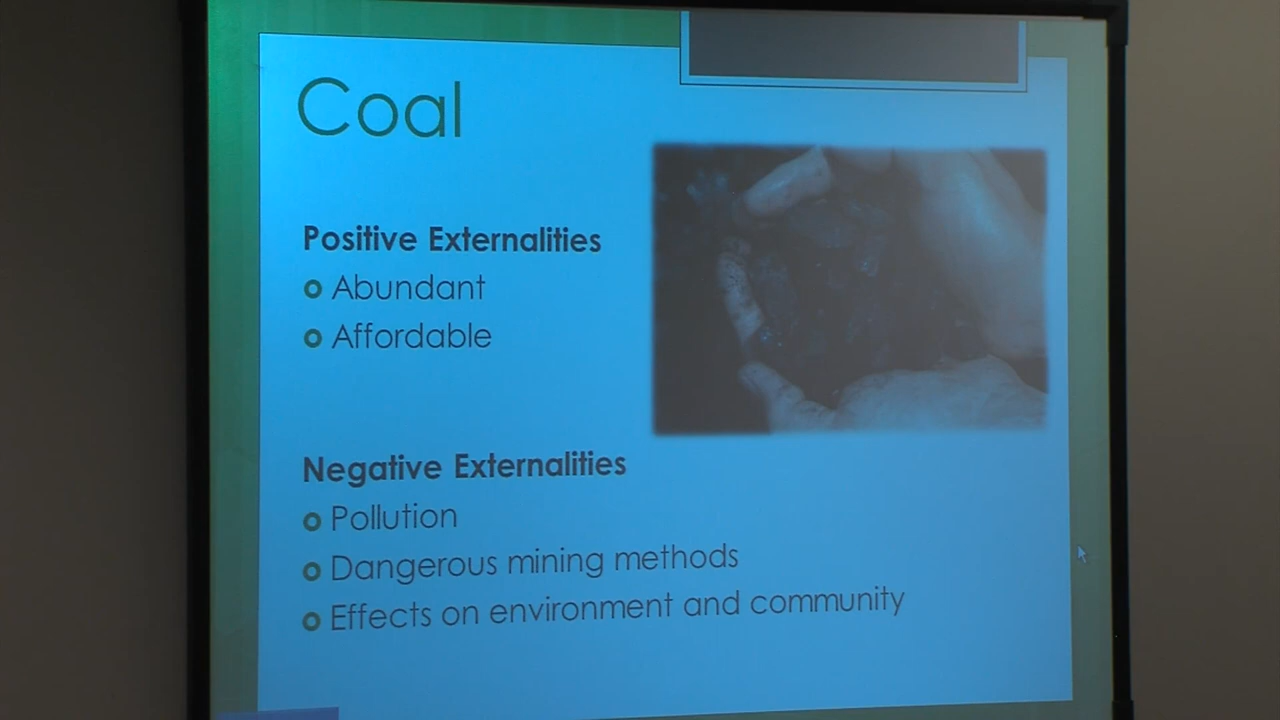 Coal
Positive Externalities
Abundant
Affordable
Negative Externalities
Pollution
Dangerous mining methods
Effects on environment and community